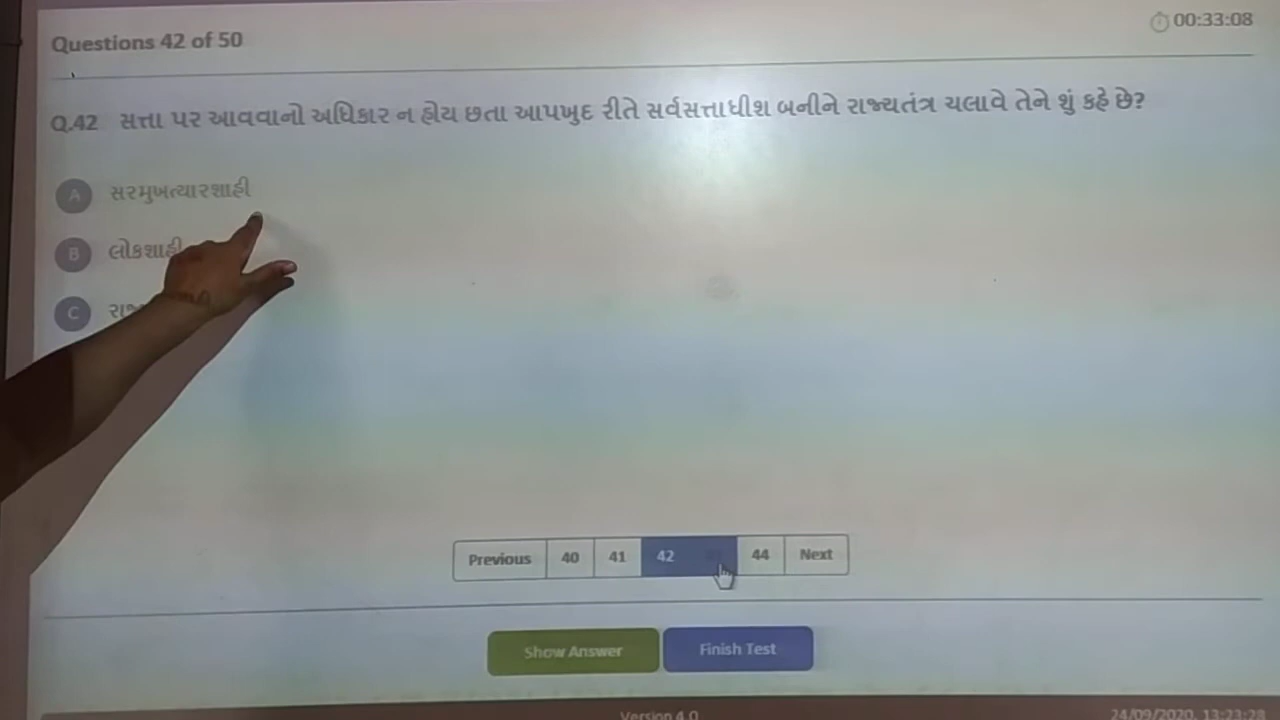 Questions 42 of 50
00:33:08
Q.42 સત્તા પર આવવાનો અધિકાર ન હોય છતા આપખુદ રીતે સર્વસત્તાધીશ બનીને રાજ્યતંત્ર ચલાવે તેને શું કહે છે?
A સરમુખત્યારશાહી
B લોકશાહી
C
Previous 40 41 42 44 Next
Show Answer Finish Test
Version 4.0
24/09/2020, 13:23:28